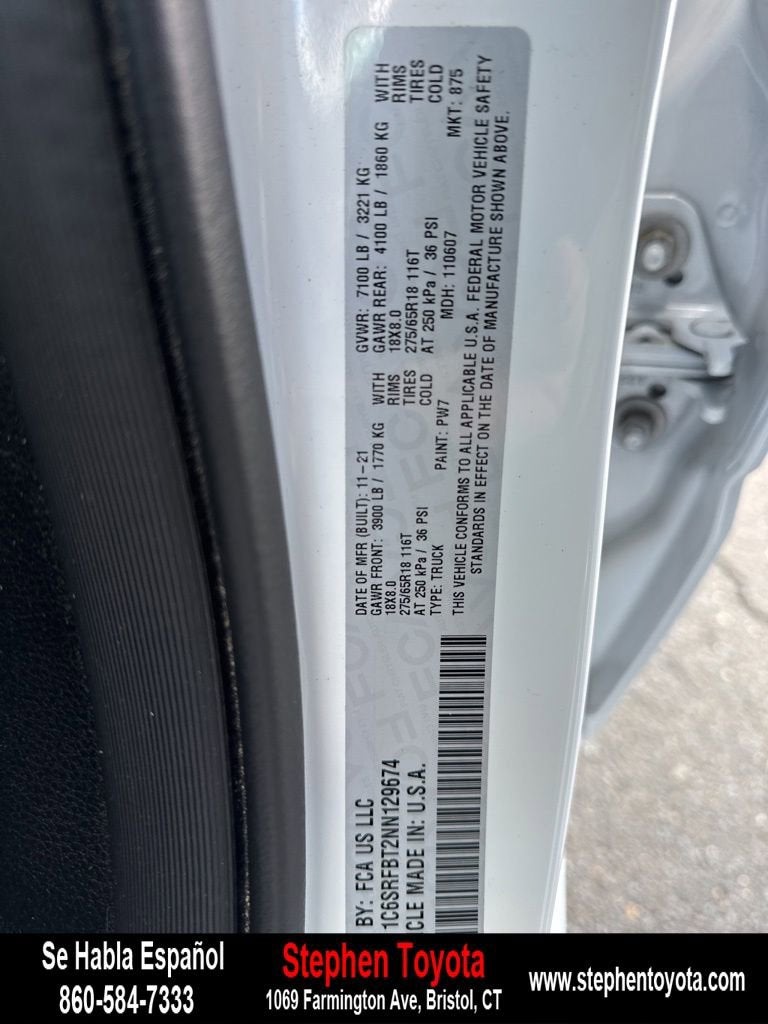 BY: FCA US LLC
DATE OF MFR (BUILT): 11-21
GVWR: 7100 LB / 3221 KG
GAWR FRONT: 3900 LB / 1770 KG WITH
GAWR REAR: 4100 LB / 1860 KG WITH
18X8.0 RIMS
18X8.0 RIMS
275/65R18 116T TIRES
275/65R18 116T TIRES
AT 250 kPa / 36 PSI COLD
AT 250 kPa / 36 PSI COLD
TYPE: TRUCK PAINT: PW7 MDH: 110607 MKT: 875
THIS VEHICLE CONFORMS TO ALL APPLICABLE U.S.A. FEDERAL MOTOR VEHICLE SAFETY
STANDARDS IN EFFECT ON THE DATE OF MANUFACTURE SHOWN ABOVE.
1C6SRFBT2NN129674
CLE MADE IN: U.S.A.
Se Habla Español
860-584-7333
Stephen Toyota
1069 Farmington Ave, Bristol, CT
www.stephentoyota.com